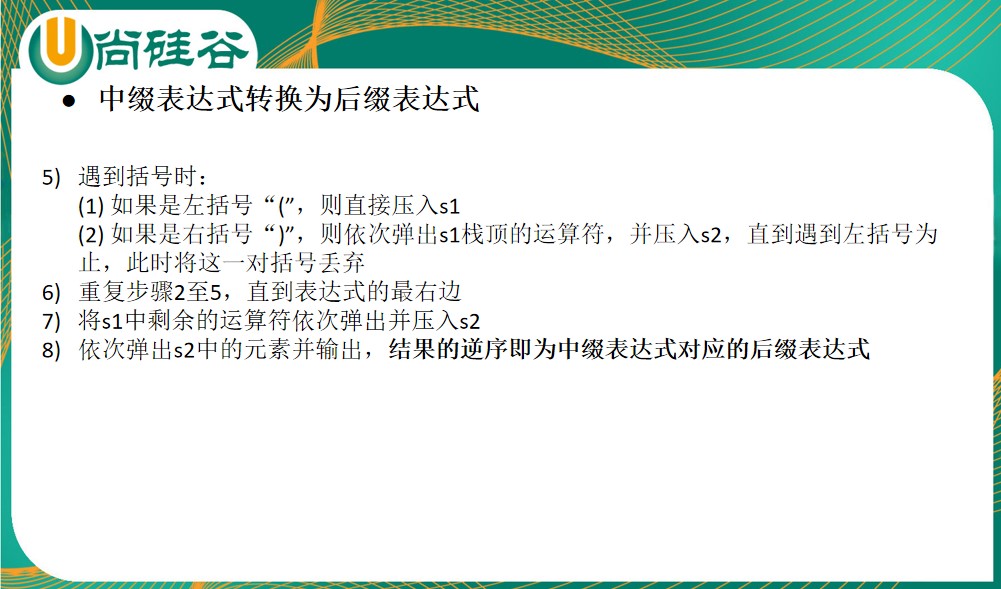 尚硅谷
● 中缀表达式转换为后缀表达式
5) 遇到括号时：
(1) 如果是左括号“(”，则直接压入s1
(2) 如果是右括号“)”，则依次弹出s1栈顶的运算符，并压入s2，直到遇到左括号为
止，此时将这一对括号丢弃
6) 重复步骤2至5，直到表达式的最右边
7) 将s1中剩余的运算符依次弹出并压入s2
8) 依次弹出s2中的元素并输出，结果的逆序即为中缀表达式对应的后缀表达式